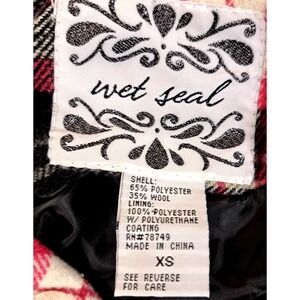 wet seal
SHELL:
65% POLYESTER
35% WOOL
LINING:
100% POLYESTER
W/ POLYURETHANE
COATING
RN#78749
MADE IN CHINA
XS
SEE REVERSE
FOR CARE